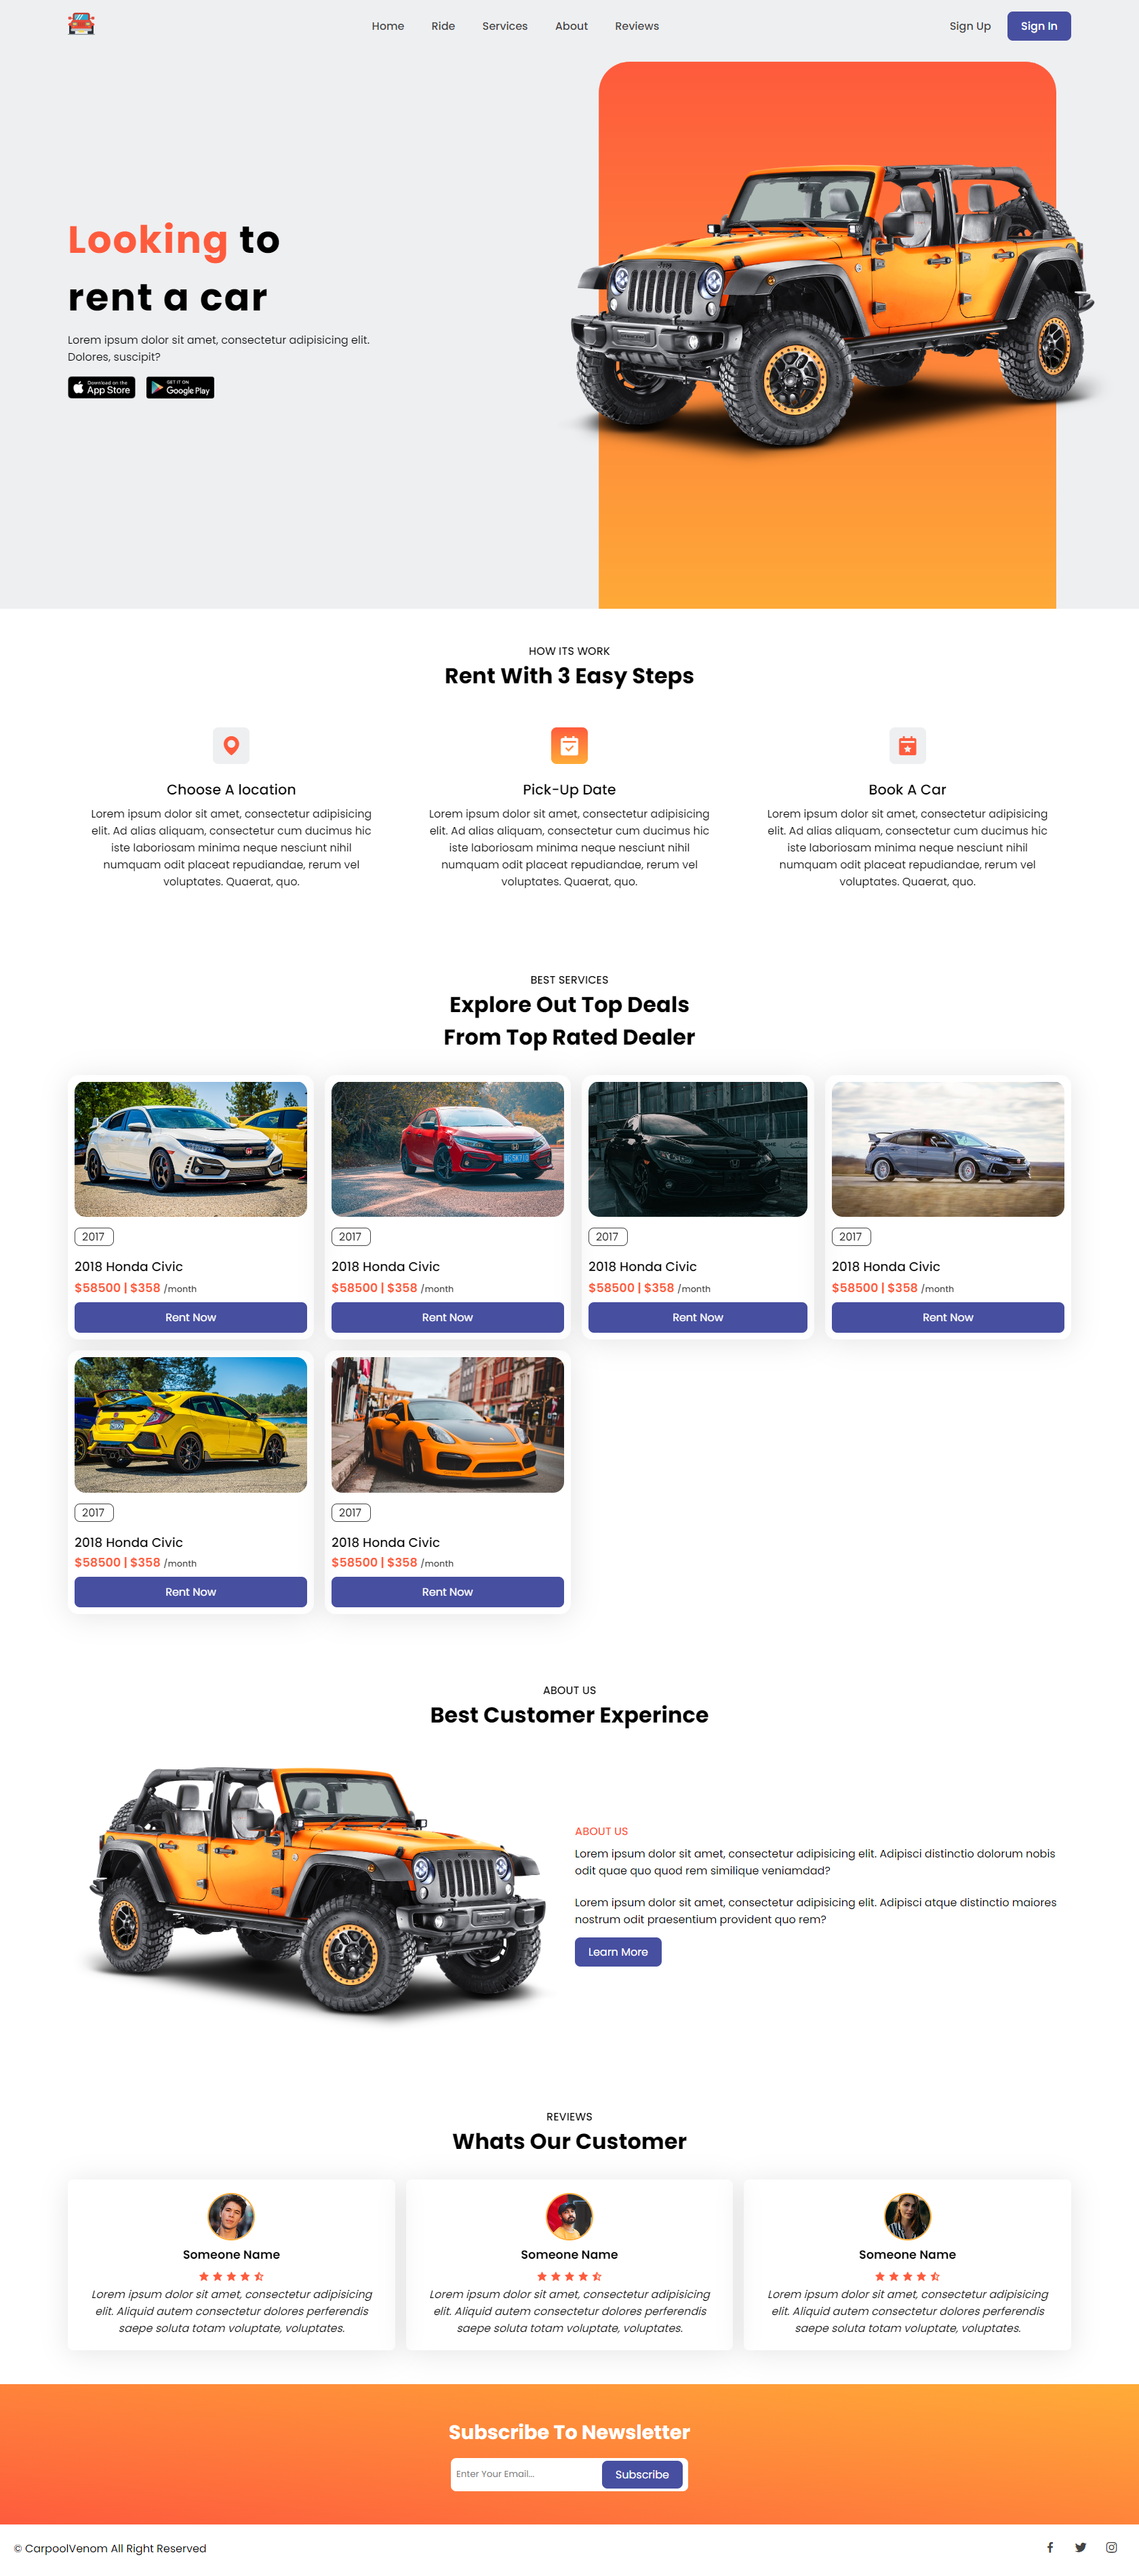 Home Ride Services About Reviews Sign Up Sign In
Looking to
rent a car
Lorem ipsum dolor sit amet, consectetur adipisicing elit.
Dolores, suscipit?
Download on the App Store GET IT ON Google Play
HOW ITS WORK
Rent With 3 Easy Steps
Choose A location
Lorem ipsum dolor sit amet, consectetur adipisicing
elit. Ad alias aliquam, consectetur cum ducimus hic
iste laboriosam minima neque nesciunt nihil
numquam odit placeat repudiandae, rerum vel
voluptates. Quaerat, quo.
Pick-Up Date
Lorem ipsum dolor sit amet, consectetur adipisicing
elit. Ad alias aliquam, consectetur cum ducimus hic
iste laboriosam minima neque nesciunt nihil
numquam odit placeat repudiandae, rerum vel
voluptates. Quaerat, quo.
Book A Car
Lorem ipsum dolor sit amet, consectetur adipisicing
elit. Ad alias aliquam, consectetur cum ducimus hic
iste laboriosam minima neque nesciunt nihil
numquam odit placeat repudiandae, rerum vel
voluptates. Quaerat, quo.
BEST SERVICES
Explore Out Top Deals
From Top Rated Dealer
2017
2018 Honda Civic
$58500 | $358 /month
Rent Now
2017
2018 Honda Civic
$58500 | $358 /month
Rent Now
2017
2018 Honda Civic
$58500 | $358 /month
Rent Now
2017
2018 Honda Civic
$58500 | $358 /month
Rent Now
2017
2018 Honda Civic
$58500 | $358 /month
Rent Now
2017
2018 Honda Civic
$58500 | $358 /month
Rent Now
ABOUT US
Best Customer Experince
ABOUT US
Lorem ipsum dolor sit amet, consectetur adipisicing elit. Adipisci distinctio dolorum nobis
odit quae quo quod rem similique veniamdad?
Lorem ipsum dolor sit amet, consectetur adipisicing elit. Adipisci atque distinctio maiores
nostrum odit praesentium provident quo rem?
Learn More
REVIEWS
Whats Our Customer
Someone Name
Lorem ipsum dolor sit amet, consectetur adipisicing
elit. Aliquid autem consectetur dolores perferendis
saepe soluta totam voluptate, voluptates.
Someone Name
Lorem ipsum dolor sit amet, consectetur adipisicing
elit. Aliquid autem consectetur dolores perferendis
saepe soluta totam voluptate, voluptates.
Someone Name
Lorem ipsum dolor sit amet, consectetur adipisicing
elit. Aliquid autem consectetur dolores perferendis
saepe soluta totam voluptate, voluptates.
Subscribe To Newsletter
Enter Your Email... Subscribe
© CarpoolVenom All Right Reserved